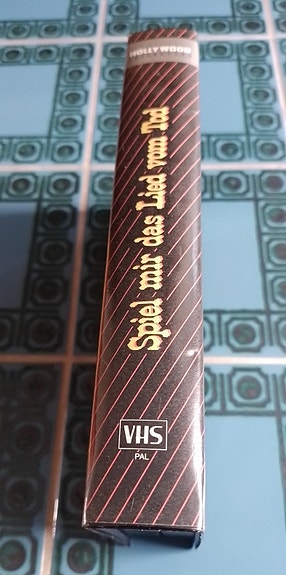 HOLLYWOOD
Spiel mir das Lied vom Tod
VHS
PAL